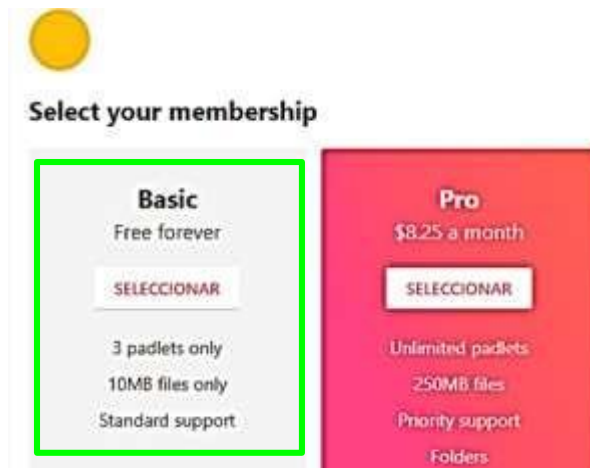 Select your membership
Basic
Free forever
SELECCIONAR
3 padlets only
10MB files only
Standard support
Pro
$8.25 a month
SELECCIONAR
Unlimited padlets
250MB files
Priority support
Folders